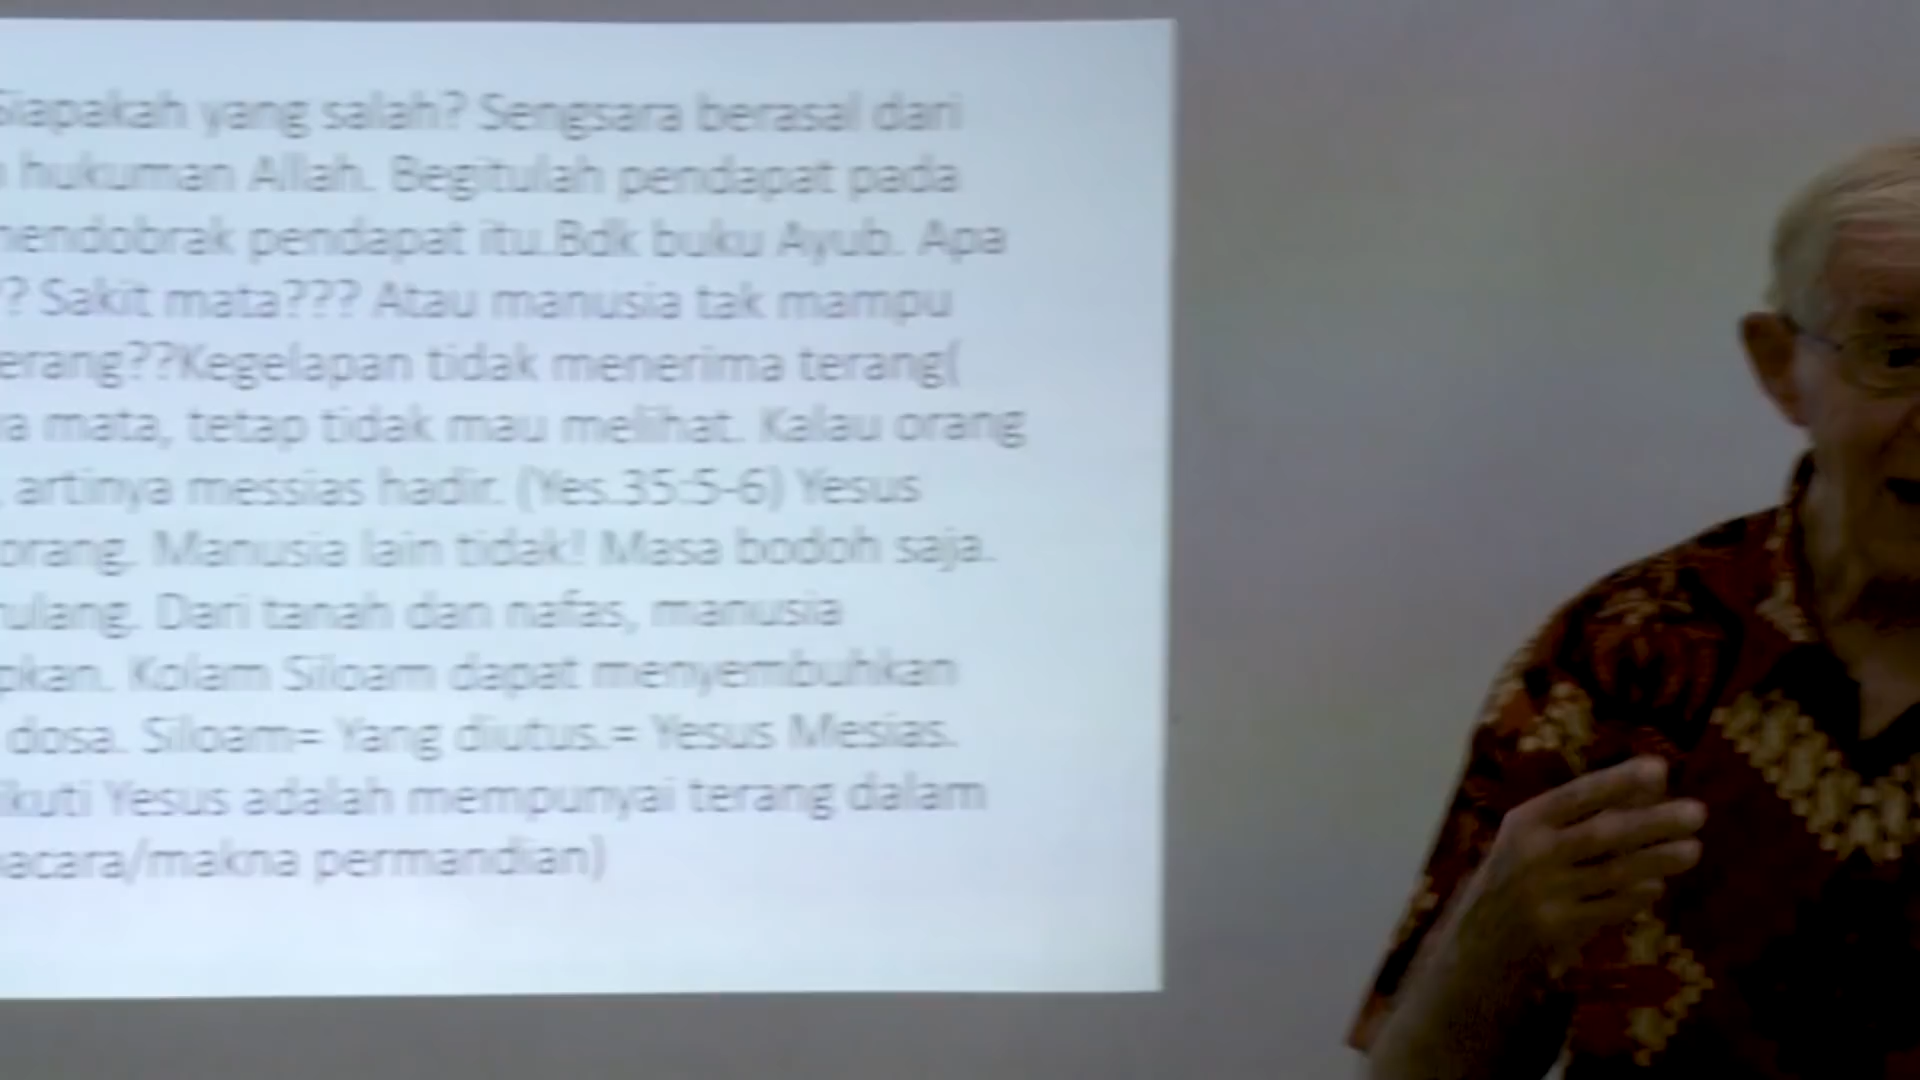 Siapakah yang salah? Sengsara berasal dari
hukuman Allah. Begitulah pendapat pada
mendobrak pendapat itu.Bdk buku Ayub. Apa
?? Sakit mata??? Atau manusia tak mampu
erang??Kegelapan tidak menerima terang(
a mata, tetap tidak mau melihat. Kalau orang
, artinya messias hadir. (Yes.35:5-6) Yesus
orang. Manusia lain tidak! Masa bodoh saja.
ulang. Dari tanah dan nafas, manusia
pkan. Kolam Siloam dapat menyembuhkan
dosa. Siloam= Yang diutus.= Yesus Mesias.
ikuti Yesus adalah mempunyai terang dalam
acara/makna permandian)